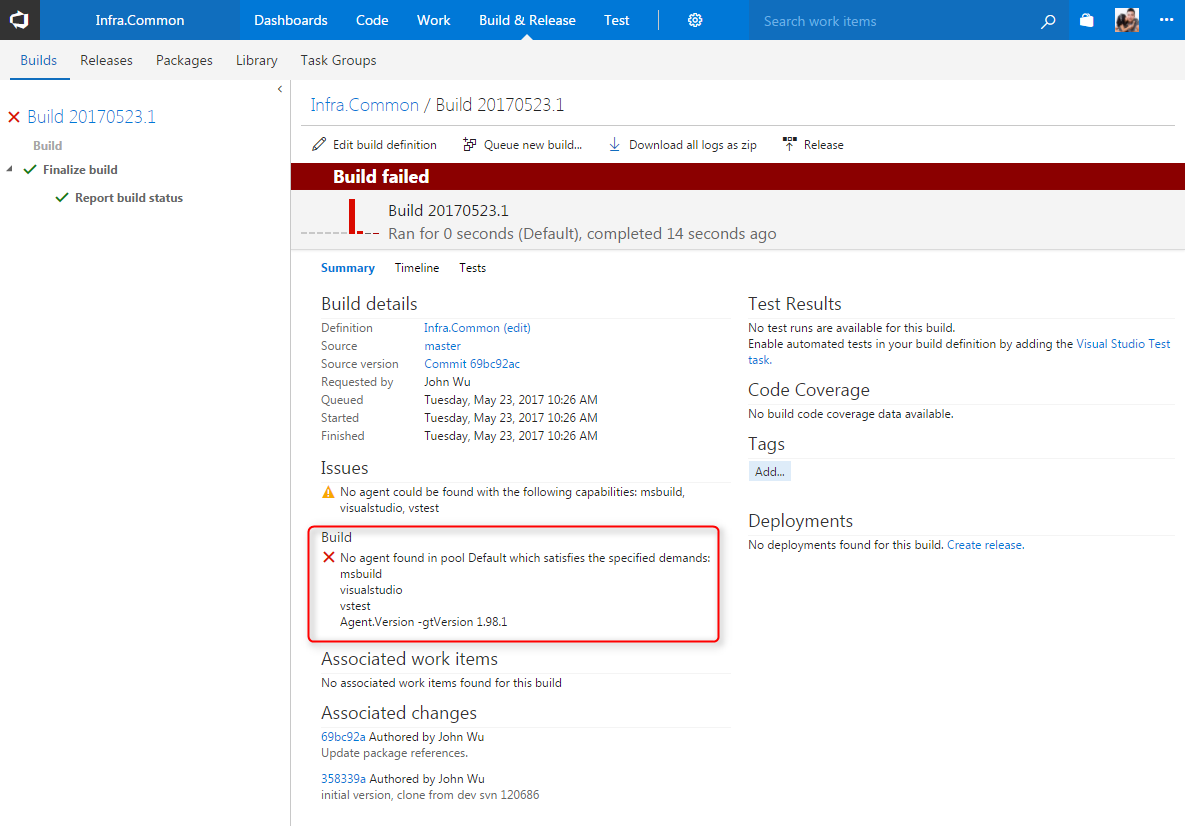 Infra.Common
Dashboards
Code
Work
Build & Release
Test
Search work items
Builds
Releases
Packages
Library
Task Groups
Build 20170523.1
Build
Finalize build
Report build status
Infra.Common / Build 20170523.1
Edit build definition
Queue new build...
Download all logs as zip
Release
Build failed
Build 20170523.1
Ran for 0 seconds (Default), completed 14 seconds ago
Summary
Timeline
Tests
Build details
Definition Infra.Common (edit)
Source master
Source version Commit 69bc92ac
Requested by John Wu
Queued Tuesday, May 23, 2017 10:26 AM
Started Tuesday, May 23, 2017 10:26 AM
Finished Tuesday, May 23, 2017 10:26 AM
Issues
No agent could be found with the following capabilities: msbuild,
visualstudio, vstest
Build
No agent found in pool Default which satisfies the specified demands:
msbuild
visualstudio
vstest
Agent.Version -gtVersion 1.98.1
Associated work items
No associated work items found for this build
Associated changes
69bc92a Authored by John Wu
Update package references.
358339a Authored by John Wu
initial version, clone from dev svn 120686
Test Results
No test runs are available for this build.
Enable automated tests in your build definition by adding the Visual Studio Test
task.
Code Coverage
No build code coverage data available.
Tags
Add...
Deployments
No deployments found for this build. Create release.